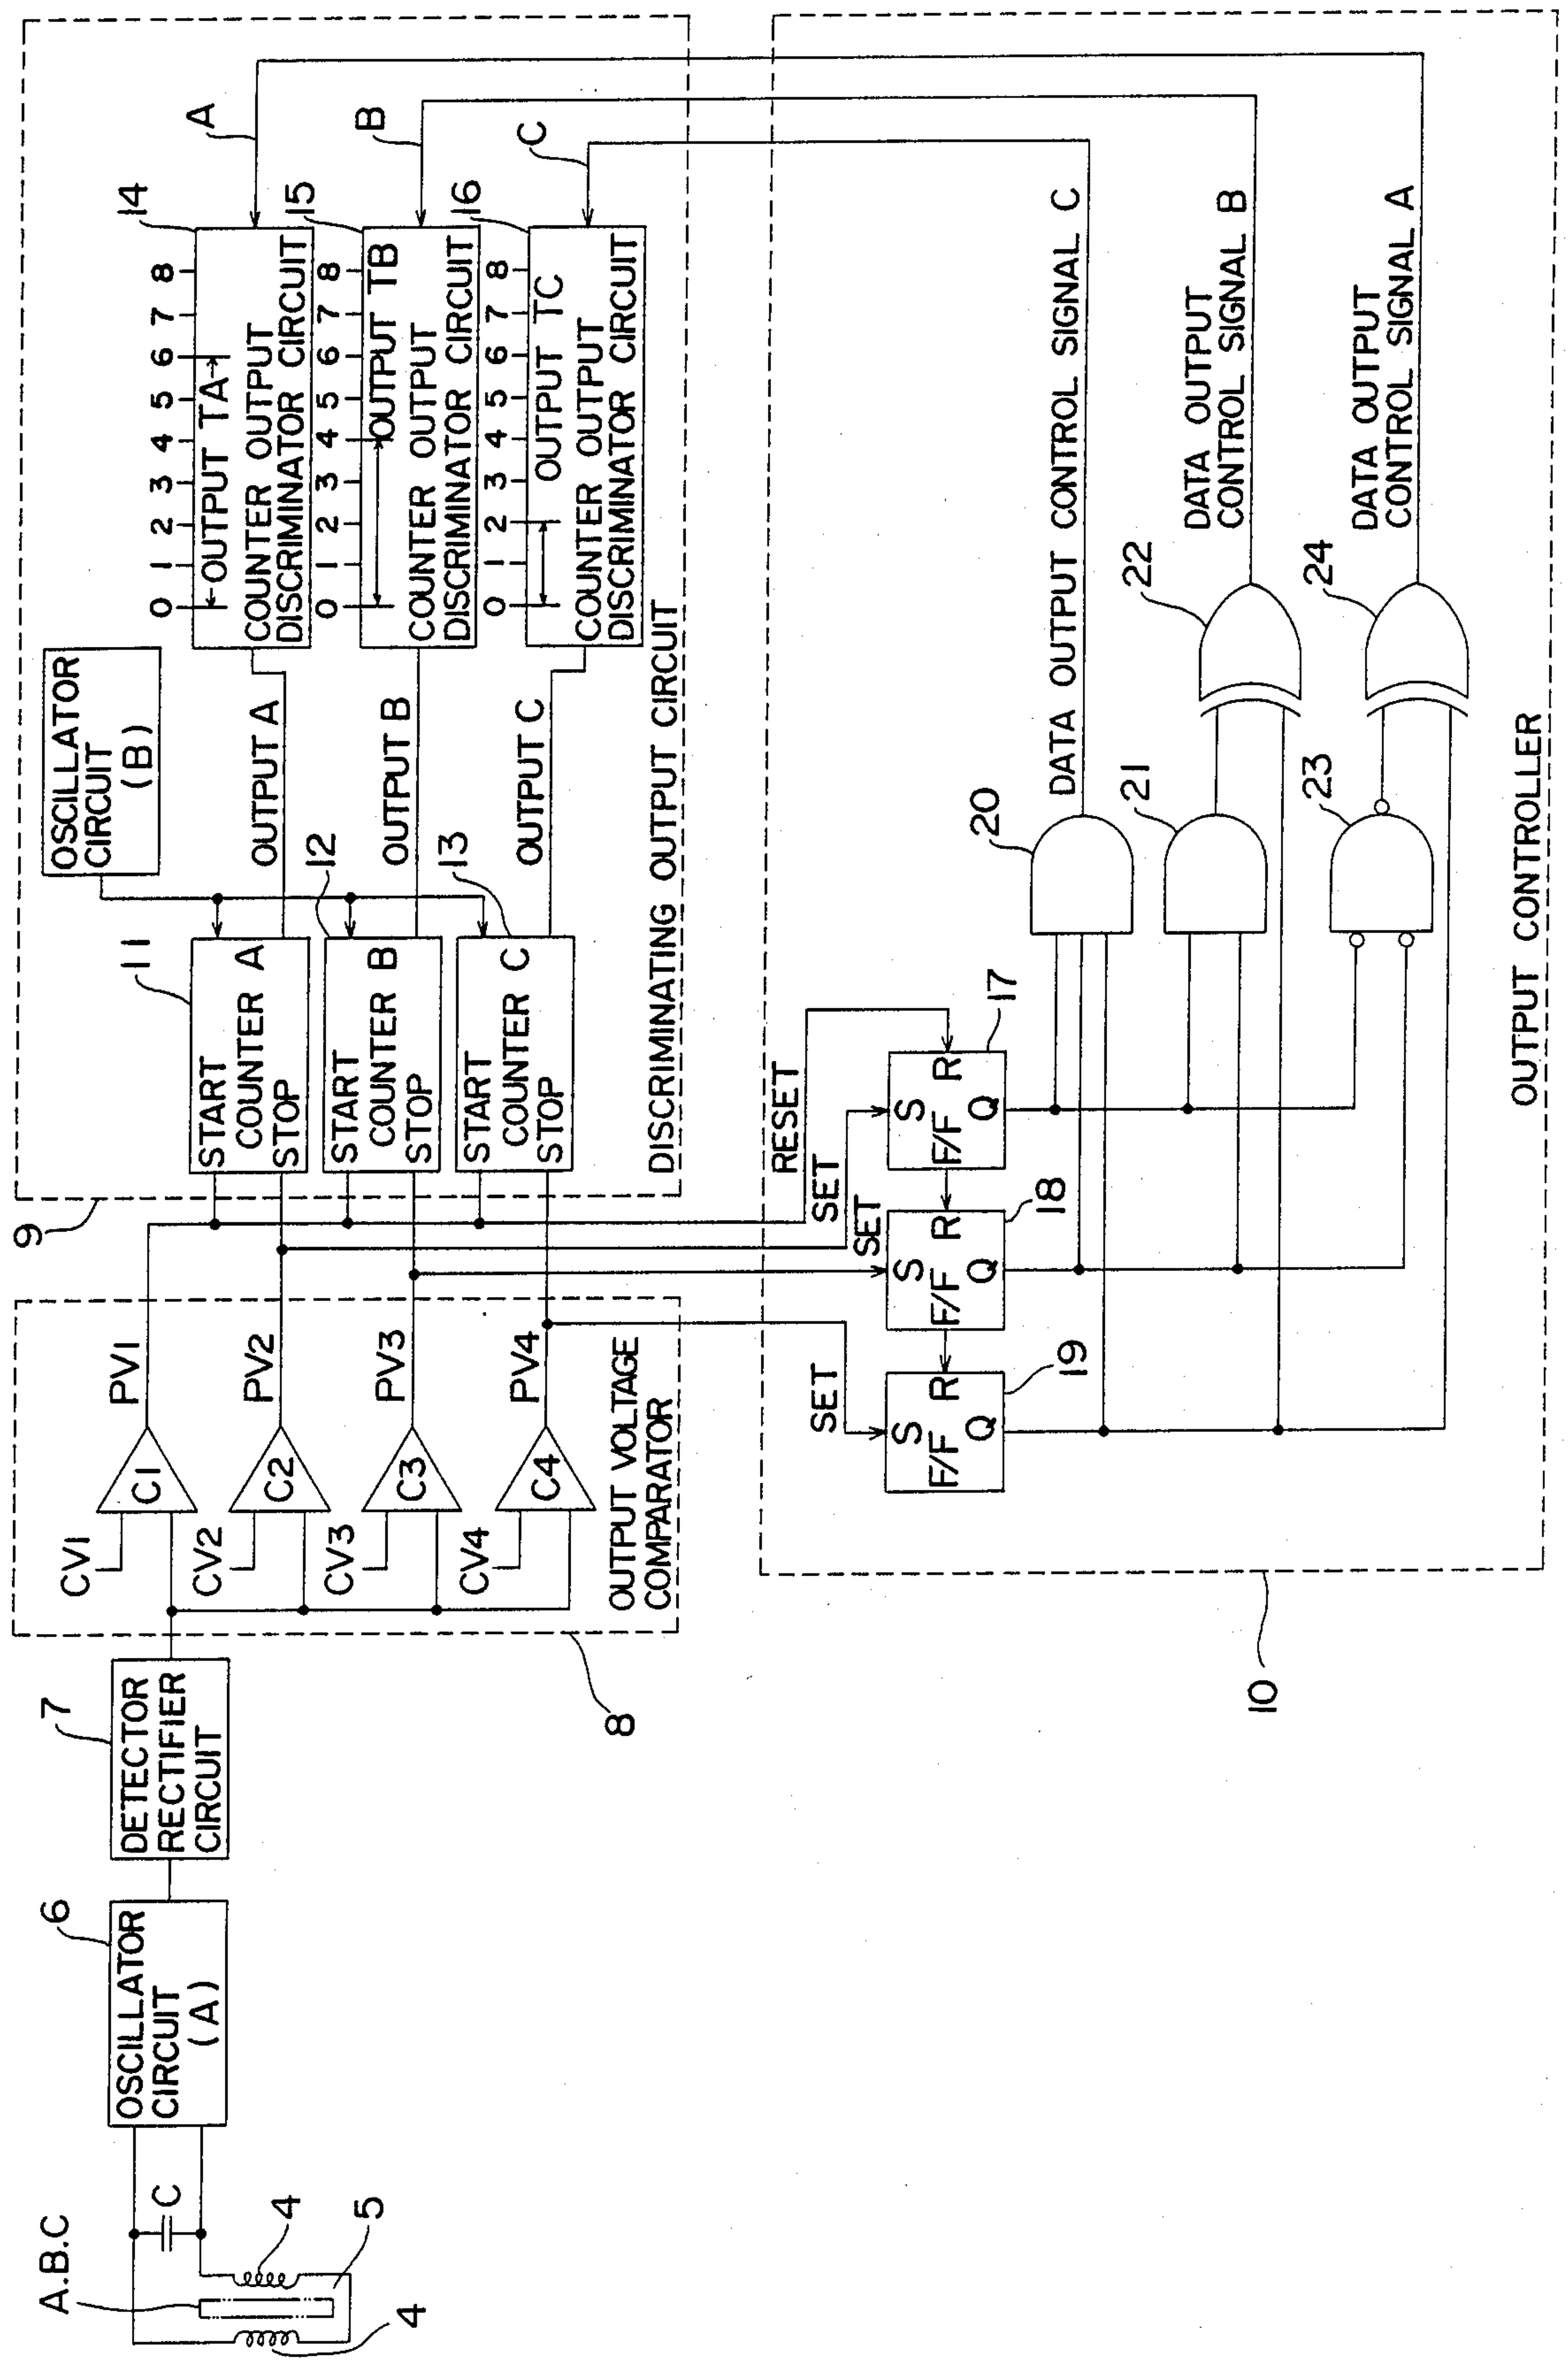 A.B.C
4
5
4
C
6
OSCILLATOR
CIRCUIT
(A)
7
DETECTOR
RECTIFIER
CIRCUIT
8
CV1
C1
PV1
CV2
C2
PV2
CV3
C3
PV3
CV4
C4
PV4
OUTPUT VOLTAGE
COMPARATOR
9
OSCILLATOR
CIRCUIT
(B)
11
START
COUNTER A
STOP
OUTPUT A
12
START
COUNTER B
STOP
OUTPUT B
13
START
COUNTER C
STOP
OUTPUT C
14
0 1 2 3 4 5 6 7 8
OUTPUT TA
COUNTER OUTPUT
DISCRIMINATOR CIRCUIT
A
15
0 1 2 3 4 5 6 7 8
OUTPUT TB
COUNTER OUTPUT
DISCRIMINATOR CIRCUIT
B
16
0 1 2 3 4 5 6 7 8
OUTPUT TC
COUNTER OUTPUT
DISCRIMINATOR CIRCUIT
C
DISCRIMINATING OUTPUT CIRCUIT
RESET
SET
SET
SET
17
S
R
F/F
Q
18
S
R
F/F
Q
19
S
R
F/F
Q
20
DATA OUTPUT CONTROL SIGNAL C
21
22
DATA OUTPUT
CONTROL SIGNAL B
23
24
DATA OUTPUT
CONTROL SIGNAL A
OUTPUT CONTROLLER
10